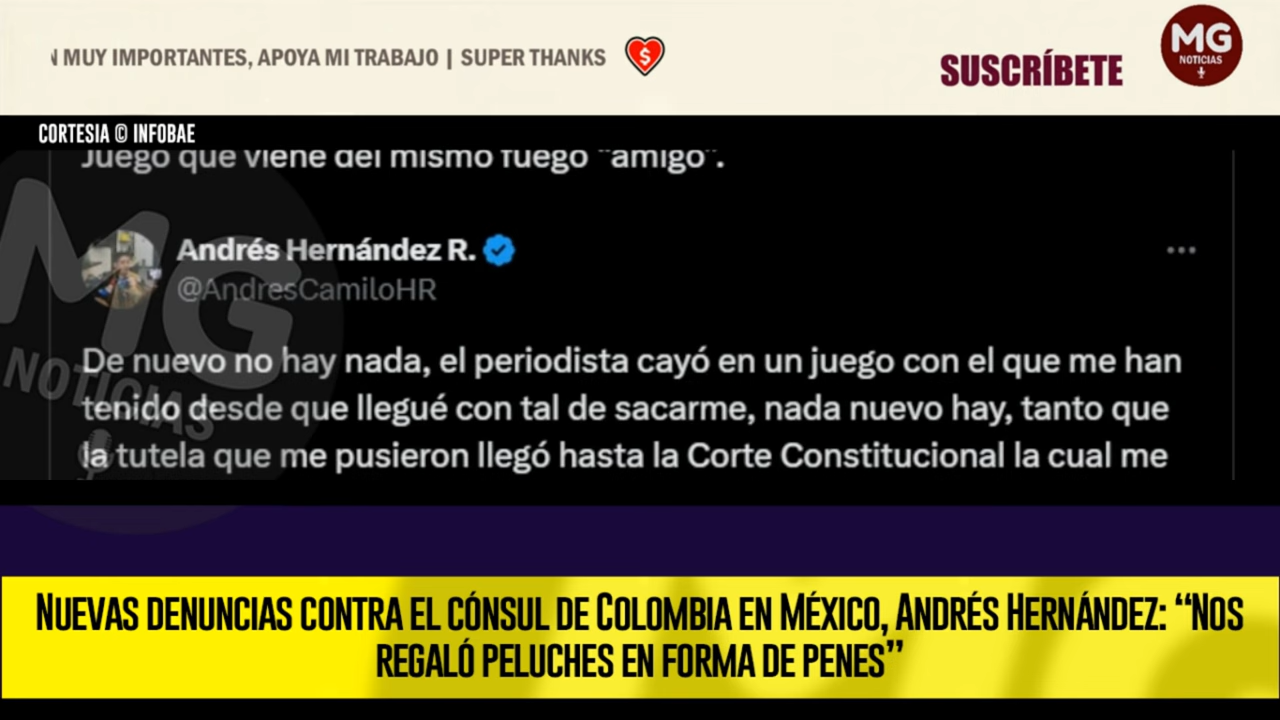 N MUY IMPORTANTES, APOYA MI TRABAJO | SUPER THANKS
SUSCRÍBETE
MG
NOTICIAS
CORTESIA © INFOBAE
Juego que viene del mismo fuego "amigo".
MG
NOTICIAS
Andrés Hernández R.
@AndresCamiloHR
De nuevo no hay nada, el periodista cayó en un juego con el que me han
tenido desde que llegué con tal de sacarme, nada nuevo hay, tanto que
la tutela que me pusieron llegó hasta la Corte Constitucional la cual me
NUEVAS DENUNCIAS CONTRA EL CÓNSUL DE COLOMBIA EN MÉXICO, ANDRÉS HERNÁNDEZ: “NOS
REGALÓ PELUCHES EN FORMA DE PENES”